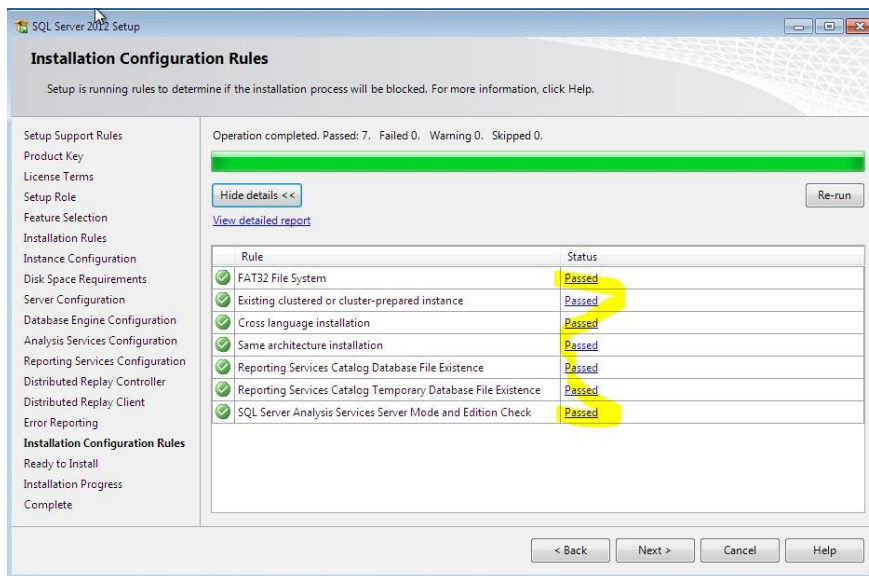 SQL Server 2012 Setup
Installation Configuration Rules
Setup is running rules to determine if the installation process will be blocked. For more information, click Help.
Setup Support Rules
Product Key
License Terms
Setup Role
Feature Selection
Installation Rules
Instance Configuration
Disk Space Requirements
Server Configuration
Database Engine Configuration
Analysis Services Configuration
Reporting Services Configuration
Distributed Replay Controller
Distributed Replay Client
Error Reporting
Installation Configuration Rules
Ready to Install
Installation Progress
Complete
Operation completed. Passed: 7. Failed 0. Warning 0. Skipped 0.
Hide details << Re-run
View detailed report
Rule Status
FAT32 File System Passed
Existing clustered or cluster-prepared instance Passed
Cross language installation Passed
Same architecture installation Passed
Reporting Services Catalog Database File Existence Passed
Reporting Services Catalog Temporary Database File Existence Passed
SQL Server Analysis Services Server Mode and Edition Check Passed
< Back Next > Cancel Help